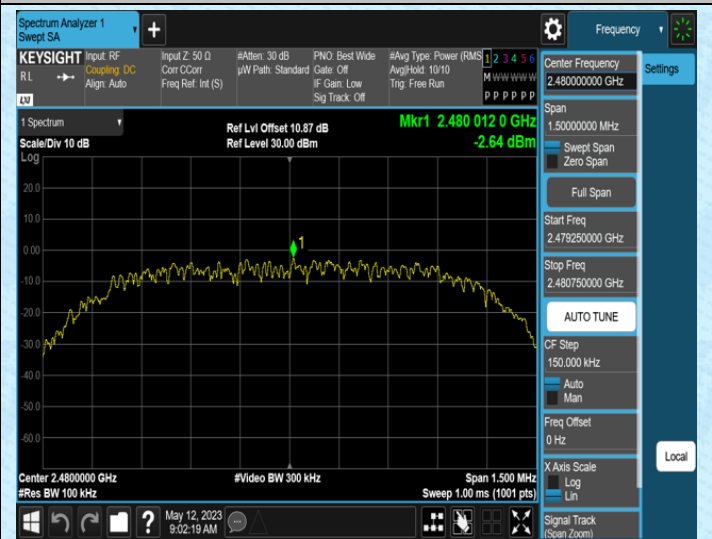 Spectrum Analyzer 1
Swept SA
+
Frequency
KEYSIGHT
RL
LXI
Input: RF
Coupling: DC
Align: Auto
Input Z: 50 Ω
Corr CCorr
Freq Ref: Int (S)
#Atten: 30 dB
µW Path: Standard
PNO: Best Wide
Gate: Off
IF Gain: Low
Sig Track: Off
#Avg Type: Power (RMS
Avg|Hold: 10/10
Trig: Free Run
1 2 3 4 5 6
M W W W W W
P P P P P P
1 Spectrum
Scale/Div 10 dB
Log
Ref Lvl Offset 10.87 dB
Ref Level 30.00 dBm
Mkr1 2.480 012 0 GHz
-2.64 dBm
1
20.0
10.0
0.00
-10.0
-20.0
-30.0
-40.0
-50.0
-60.0
Center 2.4800000 GHz
#Res BW 100 kHz
#Video BW 300 kHz
Span 1.500 MHz
Sweep 1.00 ms (1001 pts)
Center Frequency
2.480000000 GHz
Settings
Span
1.50000000 MHz
Swept Span
Zero Span
Full Span
Start Freq
2.479250000 GHz
Stop Freq
2.480750000 GHz
AUTO TUNE
CF Step
150.000 kHz
Auto
Man
Freq Offset
0 Hz
X Axis Scale
Log
Lin
Signal Track
(Span Zoom)
Local
?
May 12, 2023
9:02:19 AM